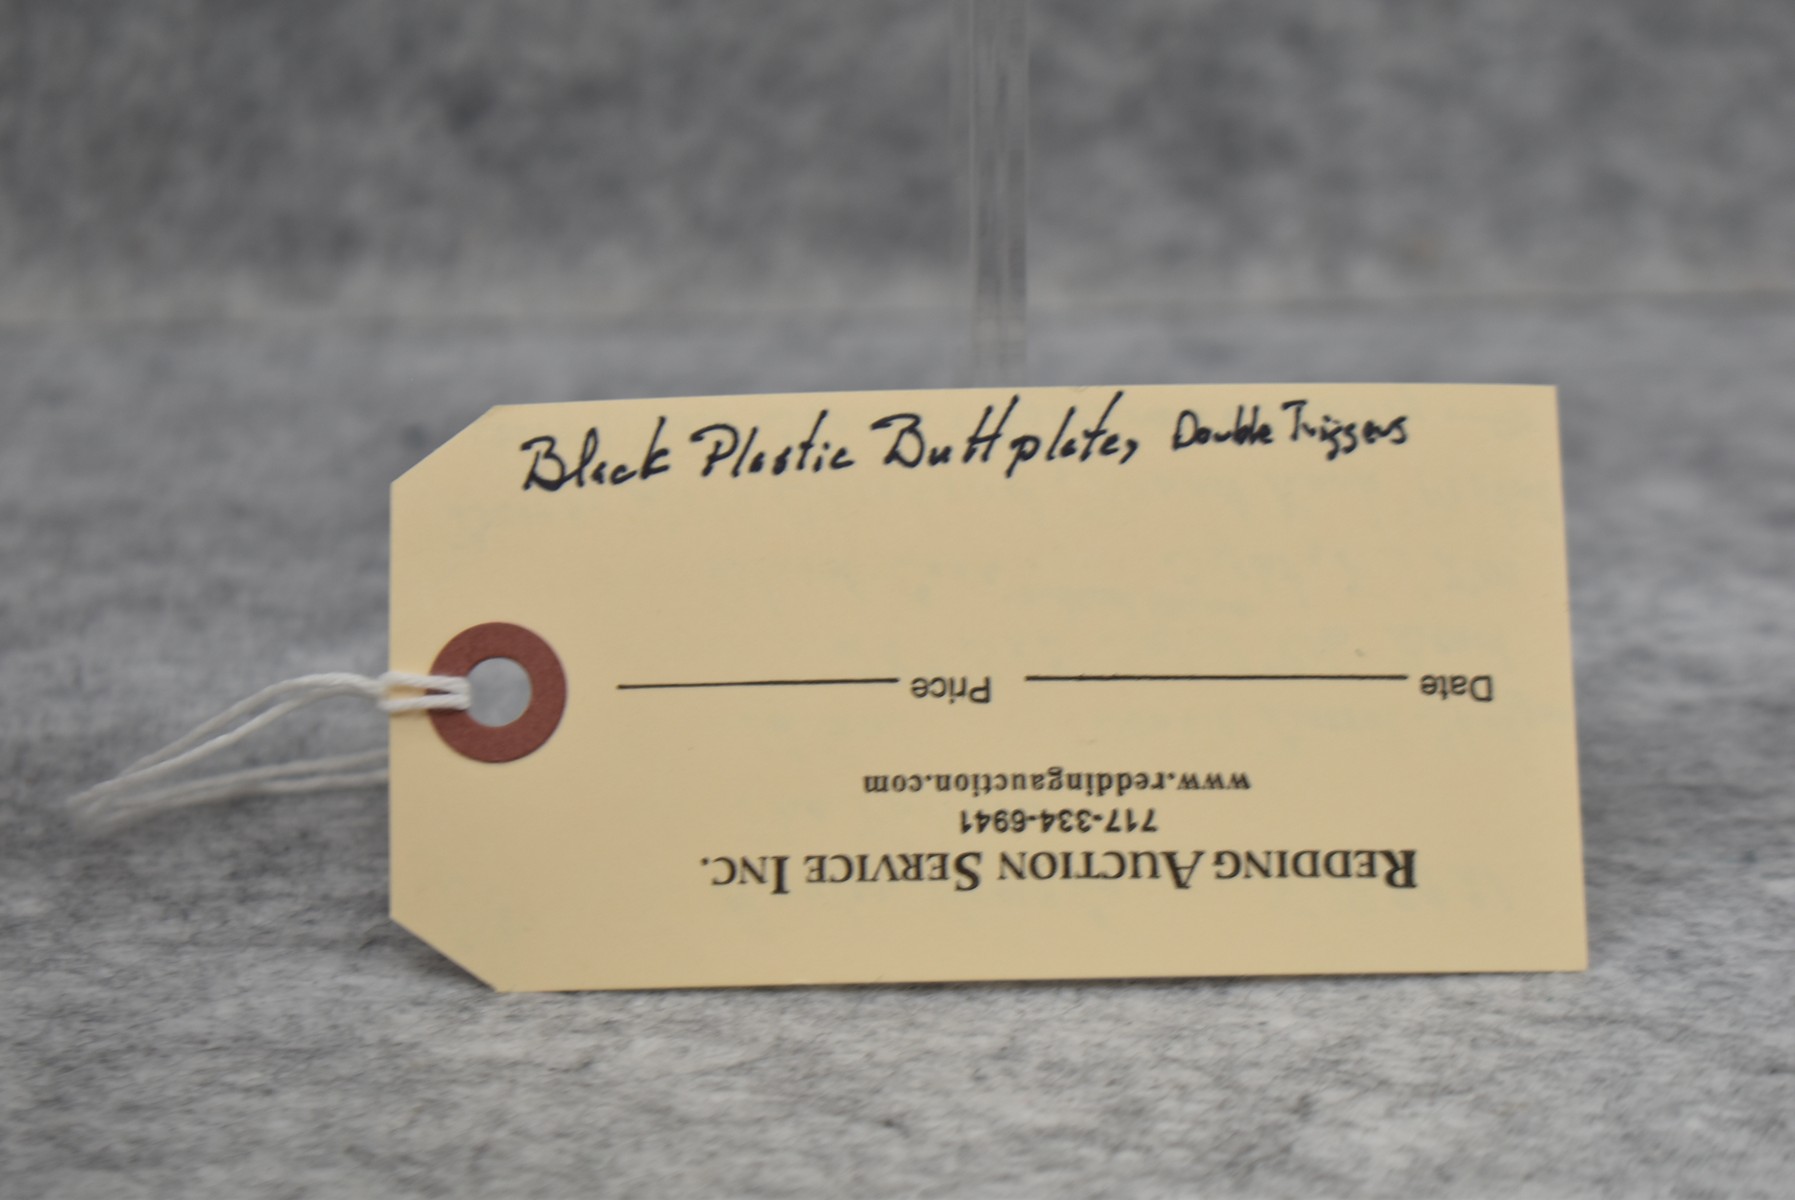 Black Plastic Buttplate, Double Triggers
REDDING AUCTION SERVICE INC.
717-334-6941
www.reddingauction.com
Date Price